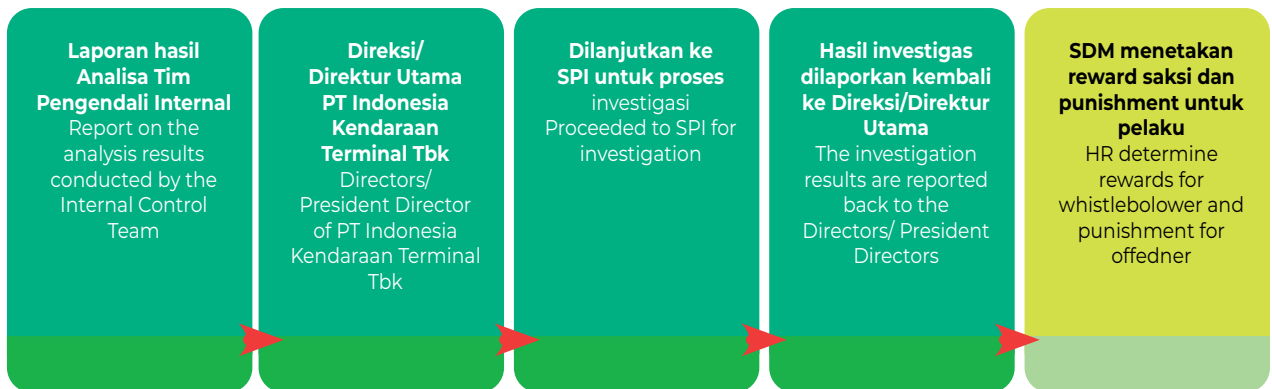 Laporan hasil
Analisa Tim
Pengendali Internal
Report on the
analysis results
conducted by the
Internal Control
Team
Direksi/
Direktur Utama
PT Indonesia
Kendaraan
Terminal Tbk
Directors/
President Director
of PT Indonesia
Kendaraan Terminal
Tbk
Dilanjutkan ke
SPI untuk proses
investigasi
Proceeded to SPI for
investigation
Hasil investigas
dilaporkan kembali
ke Direksi/Direktur
Utama
The investigation
results are reported
back to the
Directors/ President
Directors
SDM menetakan
reward saksi dan
punishment untuk
pelaku
HR determine
rewards for
whistlebolower and
punishment for
offedner